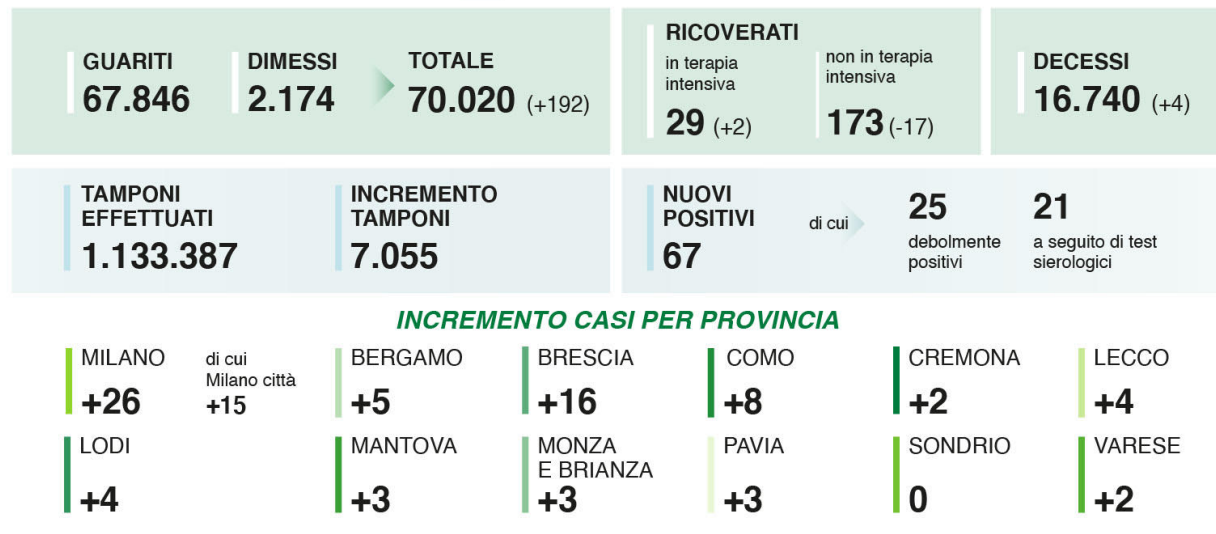 GUARITI
67.846
DIMESSI
2.174
TOTALE
70.020 (+192)
RICOVERATI
in terapia
intensiva
29 (+2)
non in terapia
intensiva
173 (-17)
DECESSI
16.740 (+4)
TAMPONI
EFFETTUATI
1.133.387
INCREMENTO
TAMPONI
7.055
NUOVI
POSITIVI
67
di cui
25
debolmente
positivi
21
a seguito di test
sierologici
INCREMENTO CASI PER PROVINCIA
MILANO
+26
di cui
Milano città
+15
BERGAMO
+5
BRESCIA
+16
COMO
+8
CREMONA
+2
LECCO
+4
LODI
+4
MANTOVA
+3
MONZA
E BRIANZA
+3
PAVIA
+3
SONDRIO
0
VARESE
+2